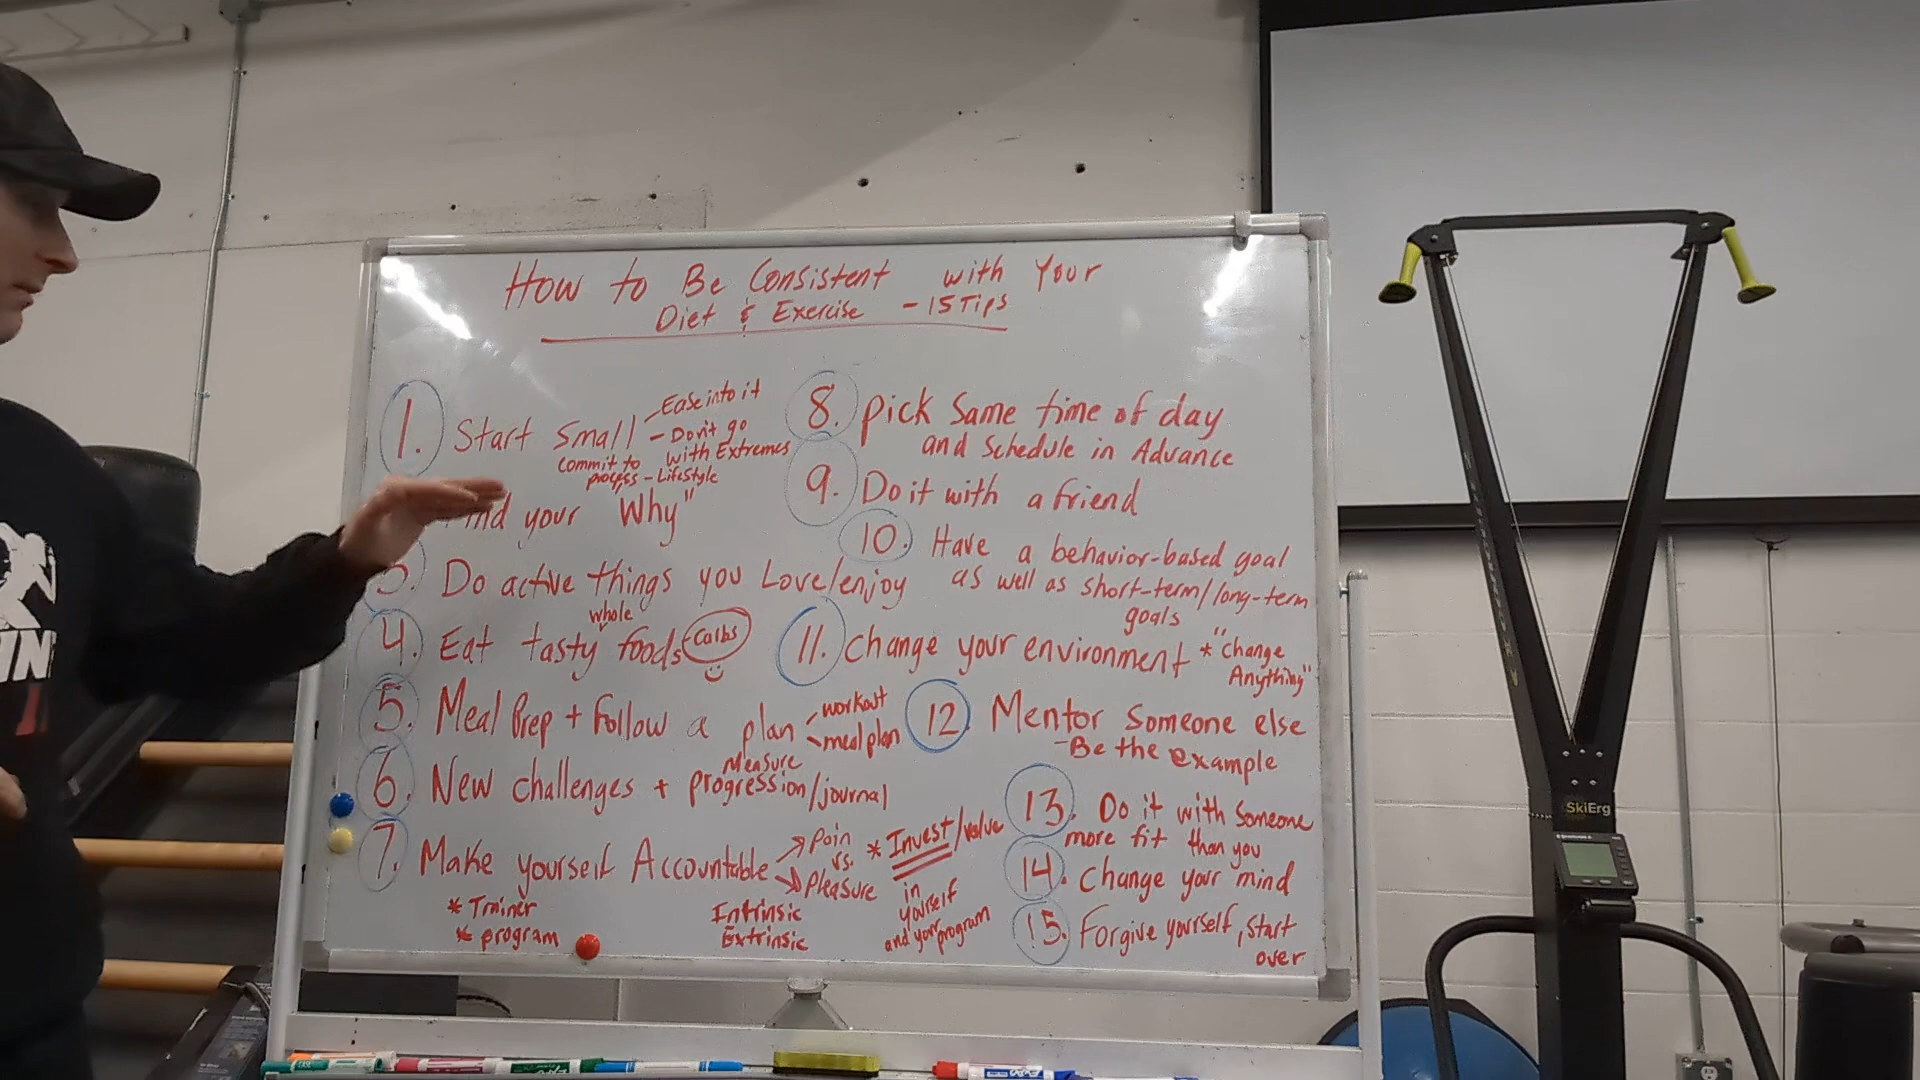 How to Be Consistent with Your
Diet & Exercise - 15 Tips
1. Start Small
- Ease into it
- Don't go
with Extremes
commit to
process - Lifestyle
your "Why"
3. Do active things you Love/enjoy
4. Eat tasty whole foods
Carbs
5. Meal Prep + Follow a plan
workout
meal plan
6. New challenges + progression/journal
Measure
7. Make yourself Accountable
Pain
vs.
Pleasure
* Invest/value
in
yourself
and your program
* Trainer
* program
Intrinsic
Extrinsic
8. Pick Same time of day
and Schedule in Advance
9. Do it with a friend
10. Have a behavior-based goal
as well as short-term/long-term
goals
11. Change your environment * "change
Anything"
12. Mentor Someone else
- Be the example
13. Do it with Someone
more fit than you
14. Change your mind
15. Forgive yourself, start
over
SkiErg
IN